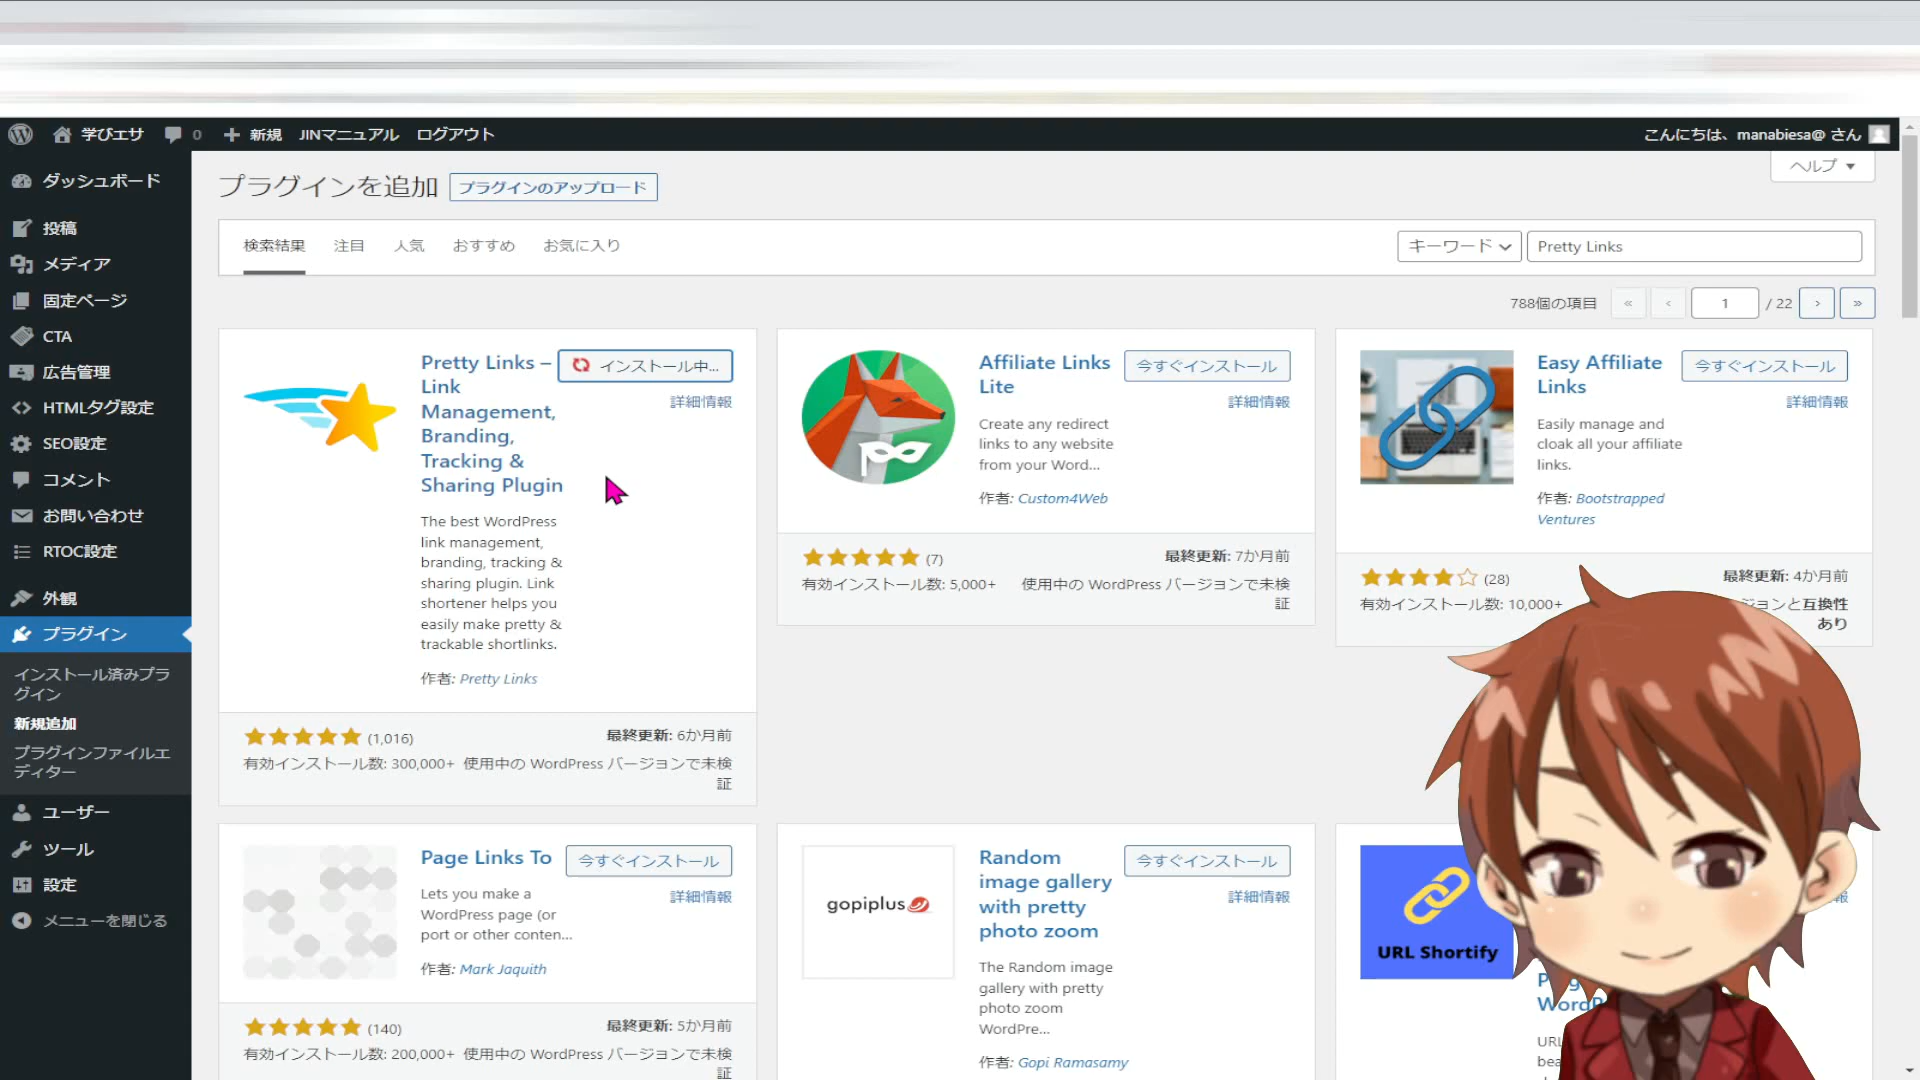 学びエサ 0 新規 JINマニュアル ログアウト こんにちは、manabiesa@ さん
ヘルプ
ダッシュボード
投稿
メディア
固定ページ
CTA
広告管理
HTMLタグ設定
SEO設定
コメント
お問い合わせ
RTOC設定
外観
プラグイン
インストール済みプラ
グイン
新規追加
プラグインファイルエ
ディター
ユーザー
ツール
設定
メニューを閉じる
プラグインを追加 プラグインのアップロード
検索結果 注目 人気 おすすめ お気に入り キーワード Pretty Links
788個の項目 « ‹ 1 / 22 › »
Pretty Links –
Link
Management,
Branding,
Tracking &
Sharing Plugin
インストール中...
詳細情報
The best WordPress
link management,
branding, tracking &
sharing plugin. Link
shortener helps you
easily make pretty &
trackable shortlinks.
作者: Pretty Links
(1,016) 最終更新: 6か月前
有効インストール数: 300,000+ 使用中の WordPress バージョンで未検
証
Affiliate Links
Lite
今すぐインストール
詳細情報
Create any redirect
links to any website
from your Word...
作者: Custom4Web
(7) 最終更新: 7か月前
有効インストール数: 5,000+ 使用中の WordPress バージョンで未検
証
Easy Affiliate
Links
今すぐインストール
詳細情報
Easily manage and
cloak all your affiliate
links.
作者: Bootstrapped
Ventures
(28) 最終更新: 4か月前
有効インストール数: 10,000+ ジョンと互換性
あり
Page Links To
今すぐインストール
詳細情報
Lets you make a
WordPress page (or
port or other conten...
作者: Mark Jaquith
(140) 最終更新: 5か月前
有効インストール数: 200,000+ 使用中の WordPress バージョンで未検
証
gopiplus
Random
image gallery
with pretty
photo zoom
今すぐインストール
詳細情報
The Random image
gallery with pretty
photo zoom
WordPre...
作者: Gopi Ramasamy
URL Shortify
報
WordP
URL
bea